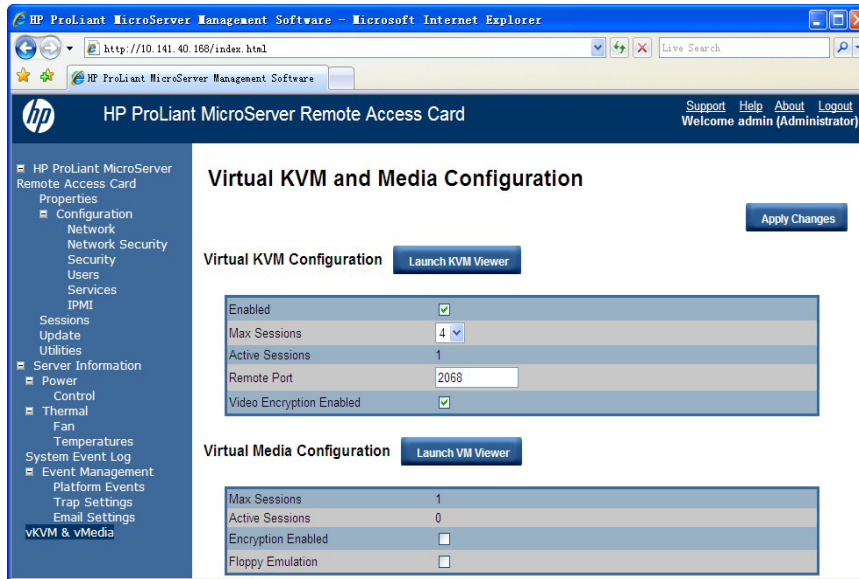 HP ProLiant MicroServer Management Software - Microsoft Internet Explorer
http://10.141.40.168/index.html
Live Search
HP ProLiant MicroServer Management Software
hp
HP ProLiant MicroServer Remote Access Card
Support Help About Logout
Welcome admin (Administrator)
HP ProLiant MicroServer
Remote Access Card
Properties
Configuration
Network
Network Security
Security
Users
Services
IPMI
Sessions
Update
Utilities
Server Information
Power
Control
Thermal
Fan
Temperatures
System Event Log
Event Management
Platform Events
Trap Settings
Email Settings
vKVM & vMedia
Virtual KVM and Media Configuration
Apply Changes
Virtual KVM Configuration Launch KVM Viewer
Enabled
Max Sessions 4
Active Sessions 1
Remote Port 2068
Video Encryption Enabled
Virtual Media Configuration Launch VM Viewer
Max Sessions 1
Active Sessions 0
Encryption Enabled
Floppy Emulation